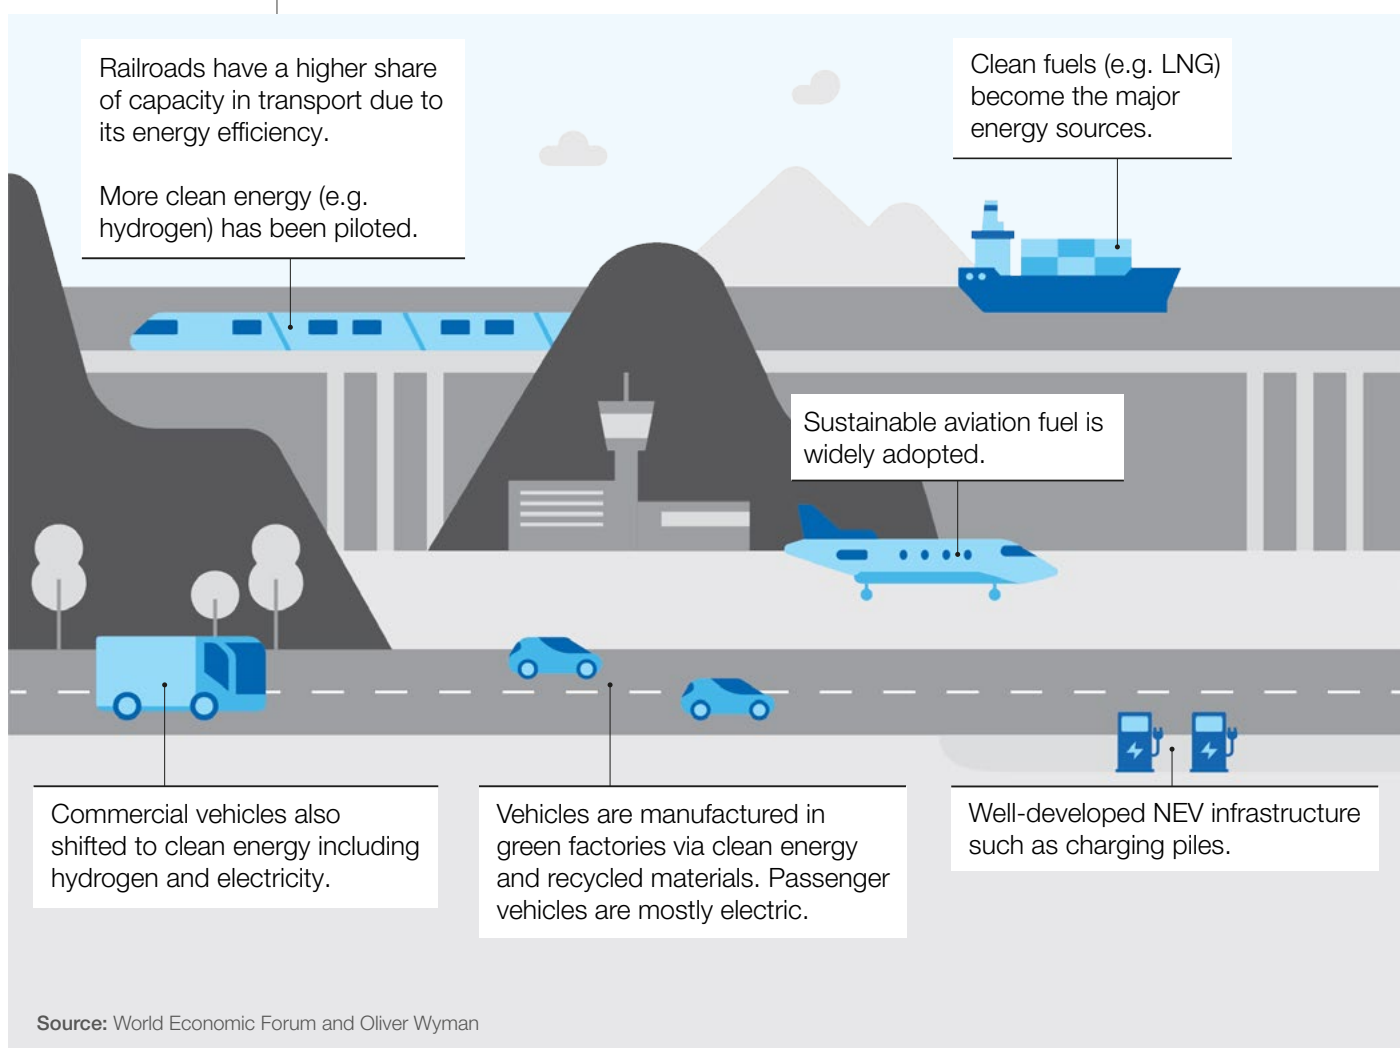 Railroads have a higher share
of capacity in transport due to
its energy efficiency.
More clean energy (e.g.
hydrogen) has been piloted.
Clean fuels (e.g. LNG)
become the major
energy sources.
Sustainable aviation fuel is
widely adopted.
Commercial vehicles also
shifted to clean energy including
hydrogen and electricity.
Vehicles are manufactured in
green factories via clean energy
and recycled materials. Passenger
vehicles are mostly electric.
Well-developed NEV infrastructure
such as charging piles.
Source: World Economic Forum and Oliver Wyman